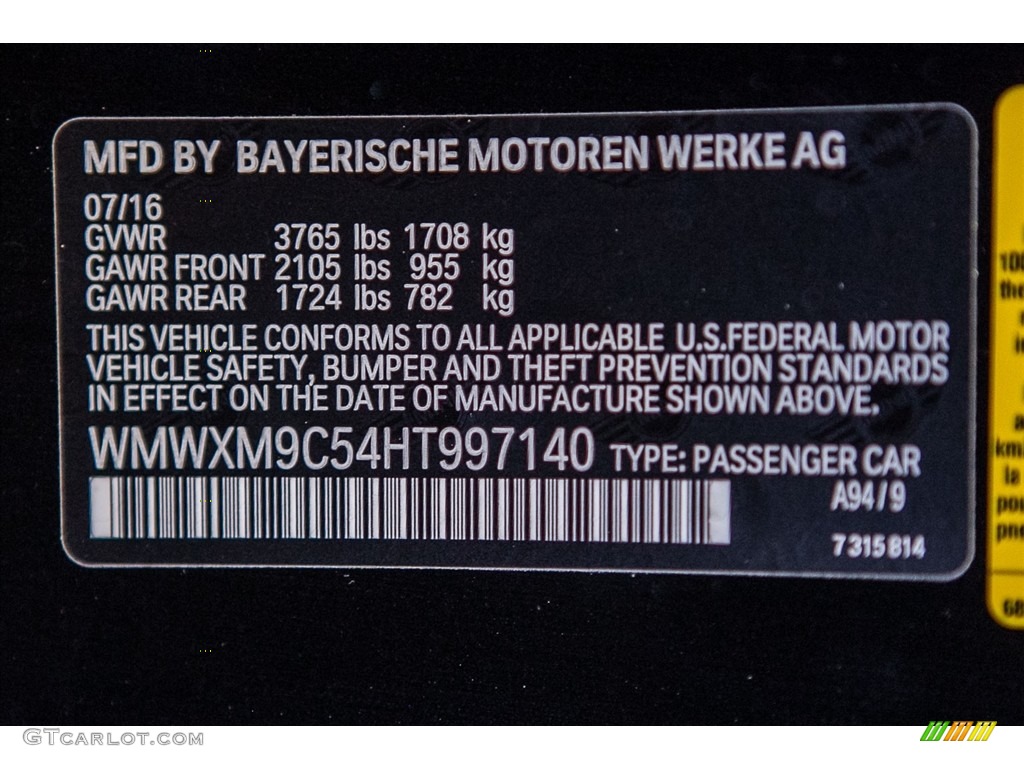 MFD BY BAYERISCHE MOTOREN WERKE AG
07/16
GVWR 3765 lbs 1708 kg
GAWR FRONT 2105 lbs 955 kg
GAWR REAR 1724 lbs 782 kg
THIS VEHICLE CONFORMS TO ALL APPLICABLE U.S.FEDERAL MOTOR
VEHICLE SAFETY, BUMPER AND THEFT PREVENTION STANDARDS
IN EFFECT ON THE DATE OF MANUFACTURE SHOWN ABOVE.
WMWXM9C54HT997140 TYPE: PASSENGER CAR
A94/9
7315814
GTCARLOT.COM